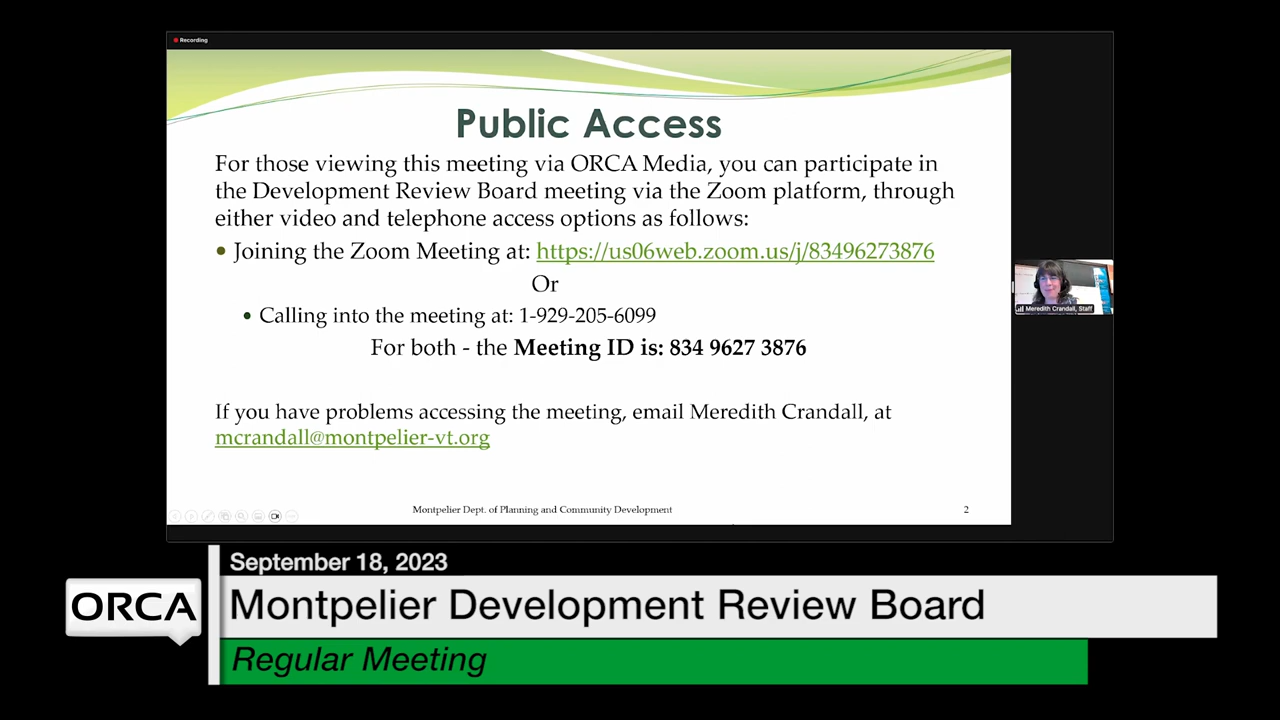 Recording
Public Access
For those viewing this meeting via ORCA Media, you can participate in
the Development Review Board meeting via the Zoom platform, through
either video and telephone access options as follows:
• Joining the Zoom Meeting at: https://us06web.zoom.us/j/83496273876
Or
• Calling into the meeting at: 1-929-205-6099
For both - the Meeting ID is: 834 9627 3876
If you have problems accessing the meeting, email Meredith Crandall, at
mcrandall@montpelier-vt.org
Montpelier Dept. of Planning and Community Development
2
Meredith Crandall, Staff
September 18, 2023
ORCA
Montpelier Development Review Board
Regular Meeting